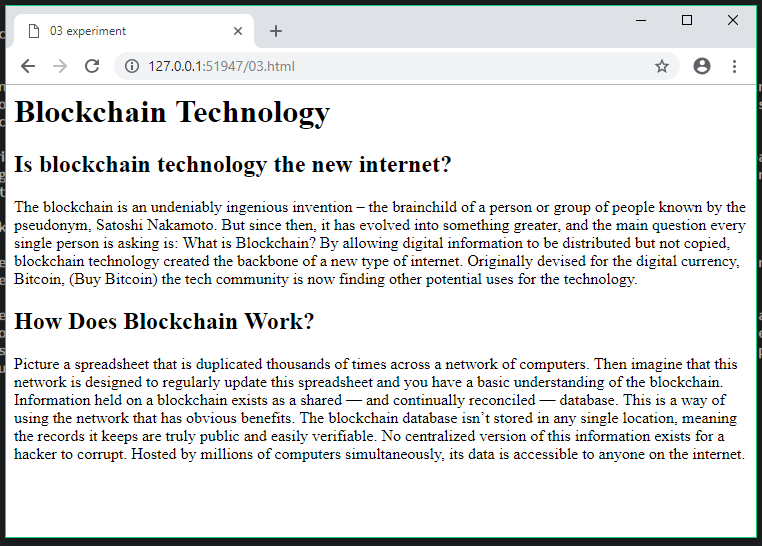 03 experiment
127.0.0.1:51947/03.html
Blockchain Technology
Is blockchain technology the new internet?
The blockchain is an undeniably ingenious invention – the brainchild of a person or group of people known by the
pseudonym, Satoshi Nakamoto. But since then, it has evolved into something greater, and the main question every
single person is asking is: What is Blockchain? By allowing digital information to be distributed but not copied,
blockchain technology created the backbone of a new type of internet. Originally devised for the digital currency,
Bitcoin, (Buy Bitcoin) the tech community is now finding other potential uses for the technology.
How Does Blockchain Work?
Picture a spreadsheet that is duplicated thousands of times across a network of computers. Then imagine that this
network is designed to regularly update this spreadsheet and you have a basic understanding of the blockchain.
Information held on a blockchain exists as a shared — and continually reconciled — database. This is a way of
using the network that has obvious benefits. The blockchain database isn’t stored in any single location, meaning
the records it keeps are truly public and easily verifiable. No centralized version of this information exists for a
hacker to corrupt. Hosted by millions of computers simultaneously, its data is accessible to anyone on the internet.